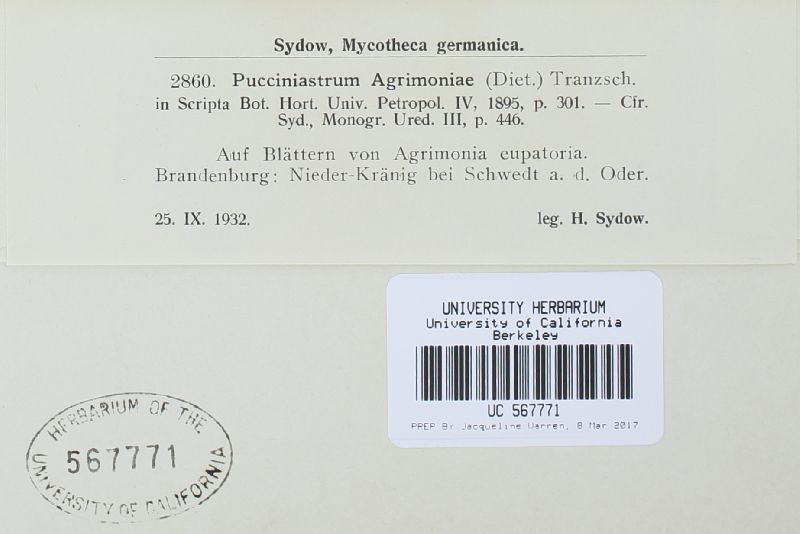 Sydow, Mycotheca germanica.
2860. Pucciniastrum Agrimoniae (Diet.) Tranzsch.
in Scripta Bot. Hort. Univ. Petropol. IV, 1895, p. 301. — Cfr.
Syd., Monogr. Ured. III, p. 446.
Auf Blättern von Agrimonia eupatoria.
Brandenburg: Nieder-Kränig bei Schwedt a. d. Oder.
25. IX. 1932. leg. H. Sydow.
UNIVERSITY HERBARIUM
University of California
Berkeley
UC 567771
PREP BY Jacqueline Warren, 8 Mar 2017
HERBARIUM OF THE
567771
UNIVERSITY OF CALIFORNIA